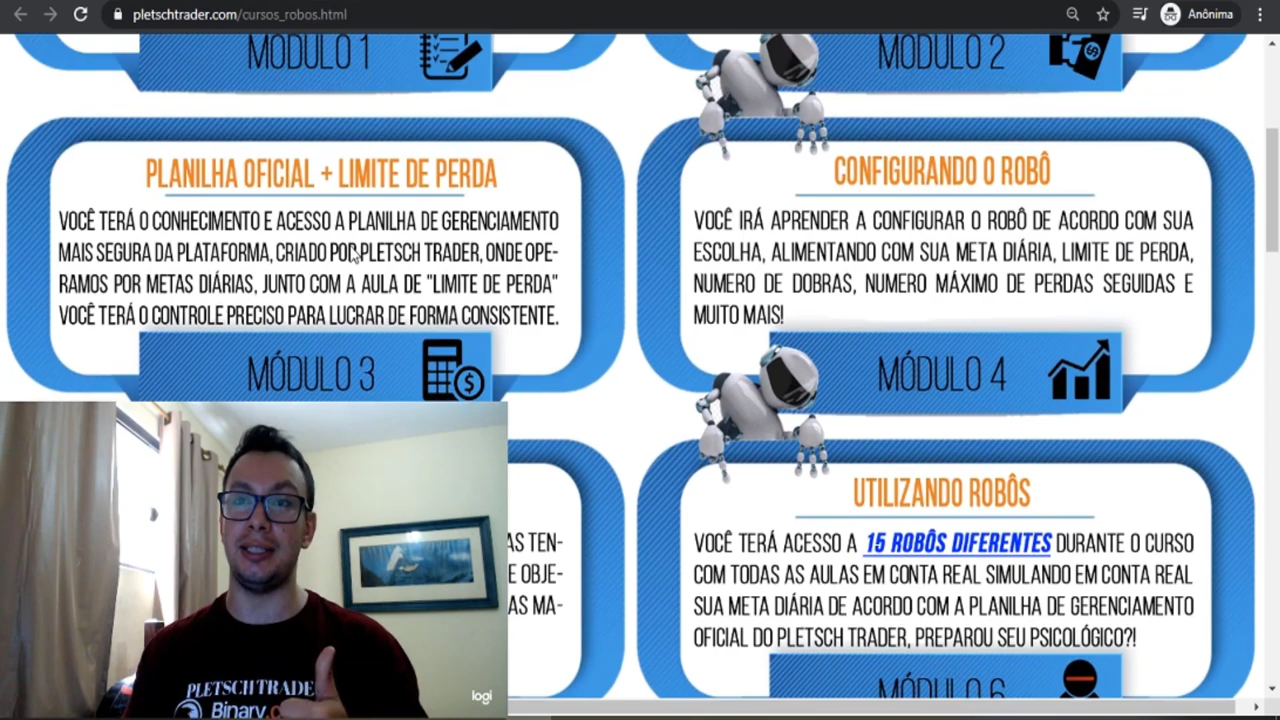 pletschtrader.com/cursos_robos.html
Anônima
MÓDULO 1
MÓDULO 2
PLANILHA OFICIAL + LIMITE DE PERDA
VOCÊ TERÁ O CONHECIMENTO E ACESSO A PLANILHA DE GERENCIAMENTO
MAIS SEGURA DA PLATAFORMA, CRIADO POR PLETSCH TRADER, ONDE OPE-
RAMOS POR METAS DIÁRIAS, JUNTO COM A AULA DE "LIMITE DE PERDA"
VOCÊ TERÁ O CONTROLE PRECISO PARA LUCRAR DE FORMA CONSISTENTE.
MÓDULO 3
CONFIGURANDO O ROBÔ
VOCÊ IRÁ APRENDER A CONFIGURAR O ROBÔ DE ACORDO COM SUA
ESCOLHA, ALIMENTANDO COM SUA META DIÁRIA, LIMITE DE PERDA,
NUMERO DE DOBRAS, NUMERO MÁXIMO DE PERDAS SEGUIDAS E
MUITO MAIS!
MÓDULO 4
AS TEN-
E OBJE-
AS MA-
UTILIZANDO ROBÔS
VOCÊ TERÁ ACESSO A 15 ROBÔS DIFERENTES DURANTE O CURSO
COM TODAS AS AULAS EM CONTA REAL SIMULANDO EM CONTA REAL
SUA META DIÁRIA DE ACORDO COM A PLANILHA DE GERENCIAMENTO
OFICIAL DO PLETSCH TRADER, PREPAROU SEU PSICOLÓGICO?!
MÓDULO 6
PLETSCH TRADE
Binary.
logi